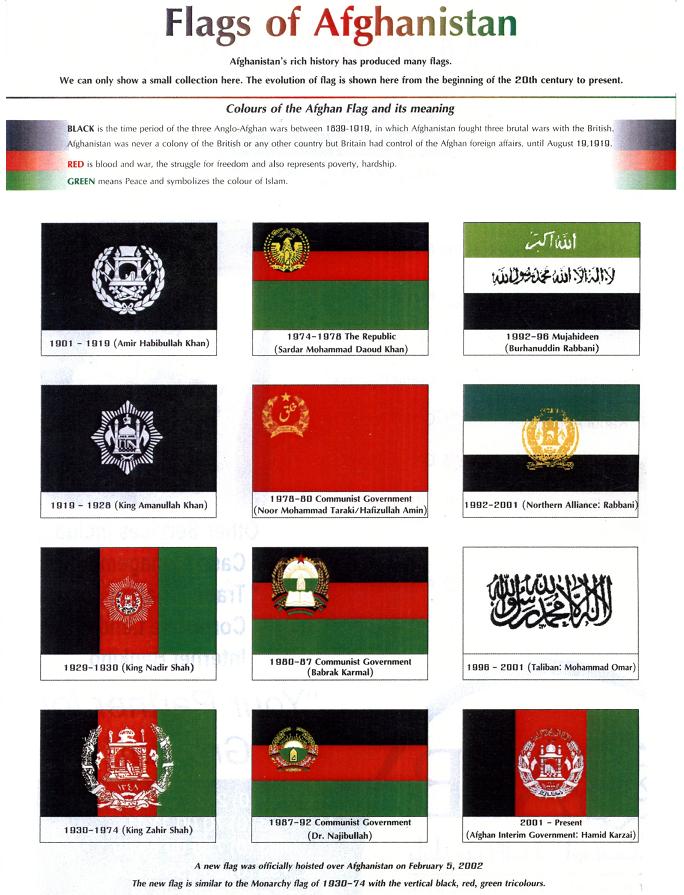 Flags of Afghanistan
Afghanistan's rich history has produced many flags.
We can only show a small collection here. The evolution of flag is shown here from the beginning of the 20th century to present.
Colours of the Afghan Flag and its meaning
BLACK is the time period of the three Anglo-Afghan wars between 1839-1919, in which Afghanistan fought three brutal wars with the British.
Afghanistan was never a colony of the British or any other country but Britain had control of the Afghan foreign affairs, until August 19,1919.
RED is blood and war, the struggle for freedom and also represents poverty, hardship.
GREEN means Peace and symbolizes the colour of Islam.
الله اکبر
لا اله الا الله محمد رسول الله
1901 - 1919 (Amir Habibullah Khan)
1974-1978 The Republic
(Sardar Mohammad Daoud Khan)
1992-96 Mujahideen
(Burhanuddin Rabbani)
خلق
1919 - 1928 (King Amanullah Khan)
1978-80 Communist Government
(Noor Mohammad Taraki/Hafizullah Amin)
1992-2001 (Northern Alliance: Rabbani)
لا اله الا الله محمد رسول الله
1929-1930 (King Nadir Shah)
1980-87 Communist Government
(Babrak Karmal)
1996 - 2001 (Taliban: Mohammad Omar)
١٣٤٨
1930-1974 (King Zahir Shah)
1987-92 Communist Government
(Dr. Najibullah)
2001 - Present
(Afghan Interim Government: Hamid Karzai)
A new flag was officially hoisted over Afghanistan on February 5, 2002
The new flag is similar to the Monarchy flag of 1930-74 with the vertical black, red, green tricolours.